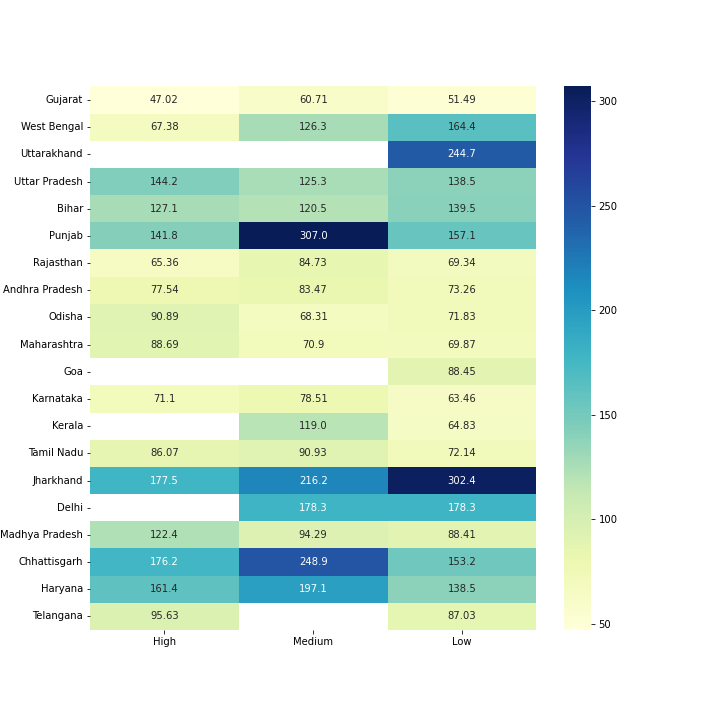 Gujarat 47.02 60.71 51.49
West Bengal 67.38 126.3 164.4
Uttarakhand 244.7
Uttar Pradesh 144.2 125.3 138.5
Bihar 127.1 120.5 139.5
Punjab 141.8 307.0 157.1
Rajasthan 65.36 84.73 69.34
Andhra Pradesh 77.54 83.47 73.26
Odisha 90.89 68.31 71.83
Maharashtra 88.69 70.9 69.87
Goa 88.45
Karnataka 71.1 78.51 63.46
Kerala 119.0 64.83
Tamil Nadu 86.07 90.93 72.14
Jharkhand 177.5 216.2 302.4
Delhi 178.3 178.3
Madhya Pradesh 122.4 94.29 88.41
Chhattisgarh 176.2 248.9 153.2
Haryana 161.4 197.1 138.5
Telangana 95.63 87.03
High Medium Low
300
250
200
150
100
50